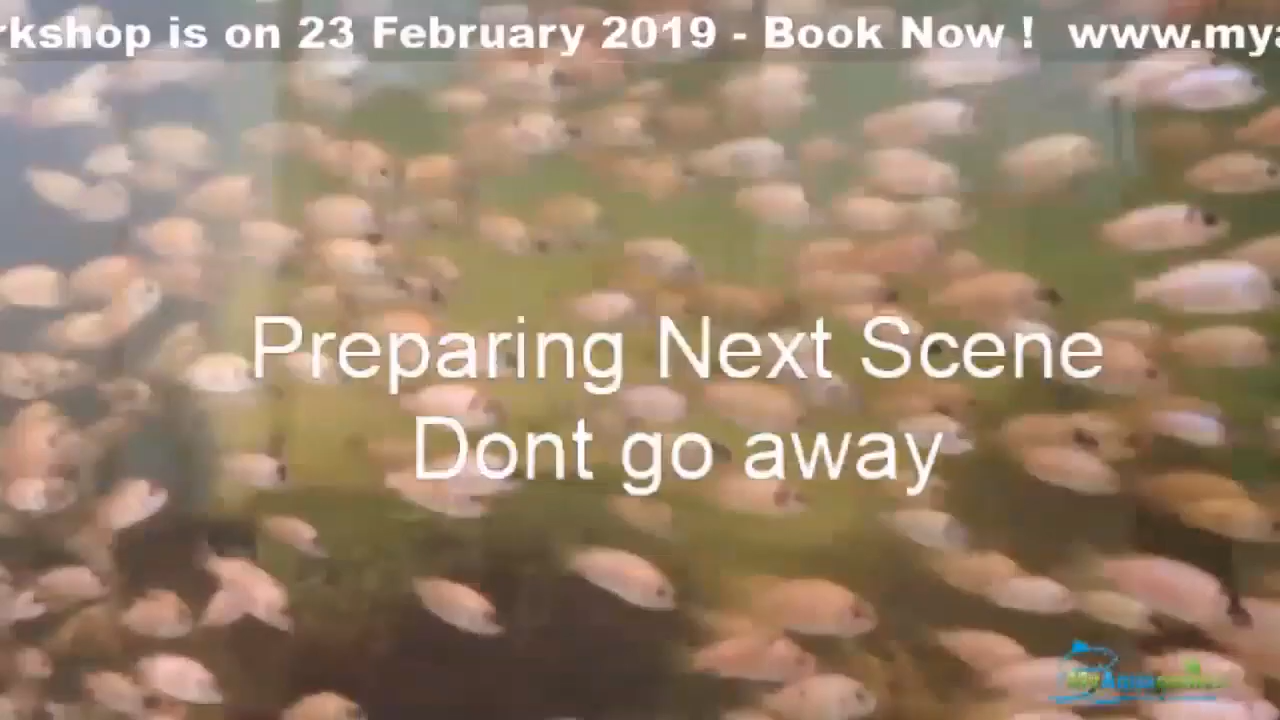 rkshop is on 23 February 2019 - Book Now ! www.mya
Preparing Next Scene
Dont go away